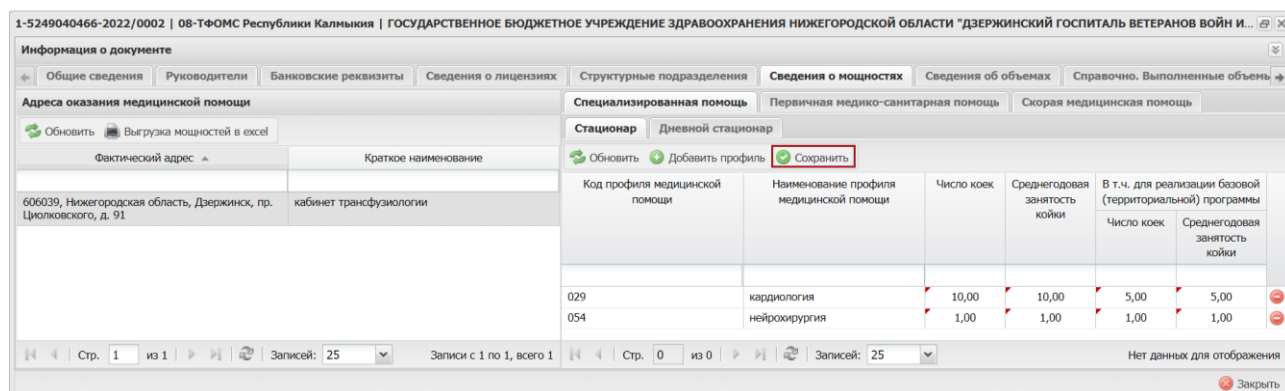 1-5249040466-2022/0002 | 08-ТФОМС Республики Калмыкия | ГОСУДАРСТВЕННОЕ БЮДЖЕТНОЕ УЧРЕЖДЕНИЕ ЗДРАВООХРАНЕНИЯ НИЖЕГОРОДСКОЙ ОБЛАСТИ "ДЗЕРЖИНСКИЙ ГОСПИТАЛЬ ВЕТЕРАНОВ ВОЙН И...
Информация о документе
Общие сведения Руководители Банковские реквизиты Сведения о лицензиях Структурные подразделения Сведения о мощностях Сведения об объемах Справочно. Выполненные объемы
Адреса оказания медицинской помощи
Обновить Выгрузка мощностей в excel
Фактический адрес Краткое наименование
606039, Нижегородская область, Дзержинск, пр. Циолковского, д. 91
кабинет трансфузиологии
Стр. 1 из 1 Записей: 25 Записи с 1 по 1, всего 1
Специализированная помощь Первичная медико-санитарная помощь Скорая медицинская помощь
Стационар Дневной стационар
Обновить Добавить профиль Сохранить
Код профиля медицинской помощи
Наименование профиля медицинской помощи
Число коек
Среднегодовая занятость койки
В т.ч. для реализации базовой (территориальной) программы
Число коек
Среднегодовая занятость койки
029 кардиология 10,00 10,00 5,00 5,00
054 нейрохирургия 1,00 1,00 1,00 1,00
Стр. 0 из 0 Записей: 25 Нет данных для отображения
Закрыть